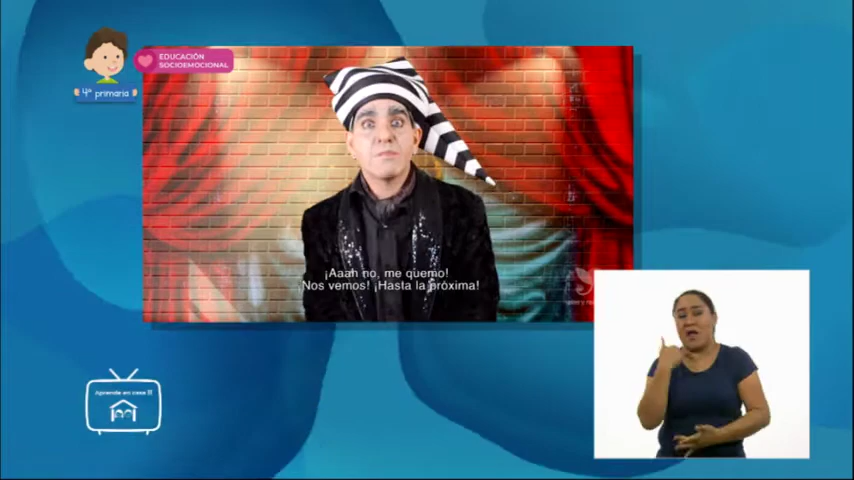 EDUCACIÓN
SOCIOEMOCIONAL
4° primaria
¡Aaah no, me quemo!
¡Nos vemos! ¡Hasta la próxima!
Aprende en casa II